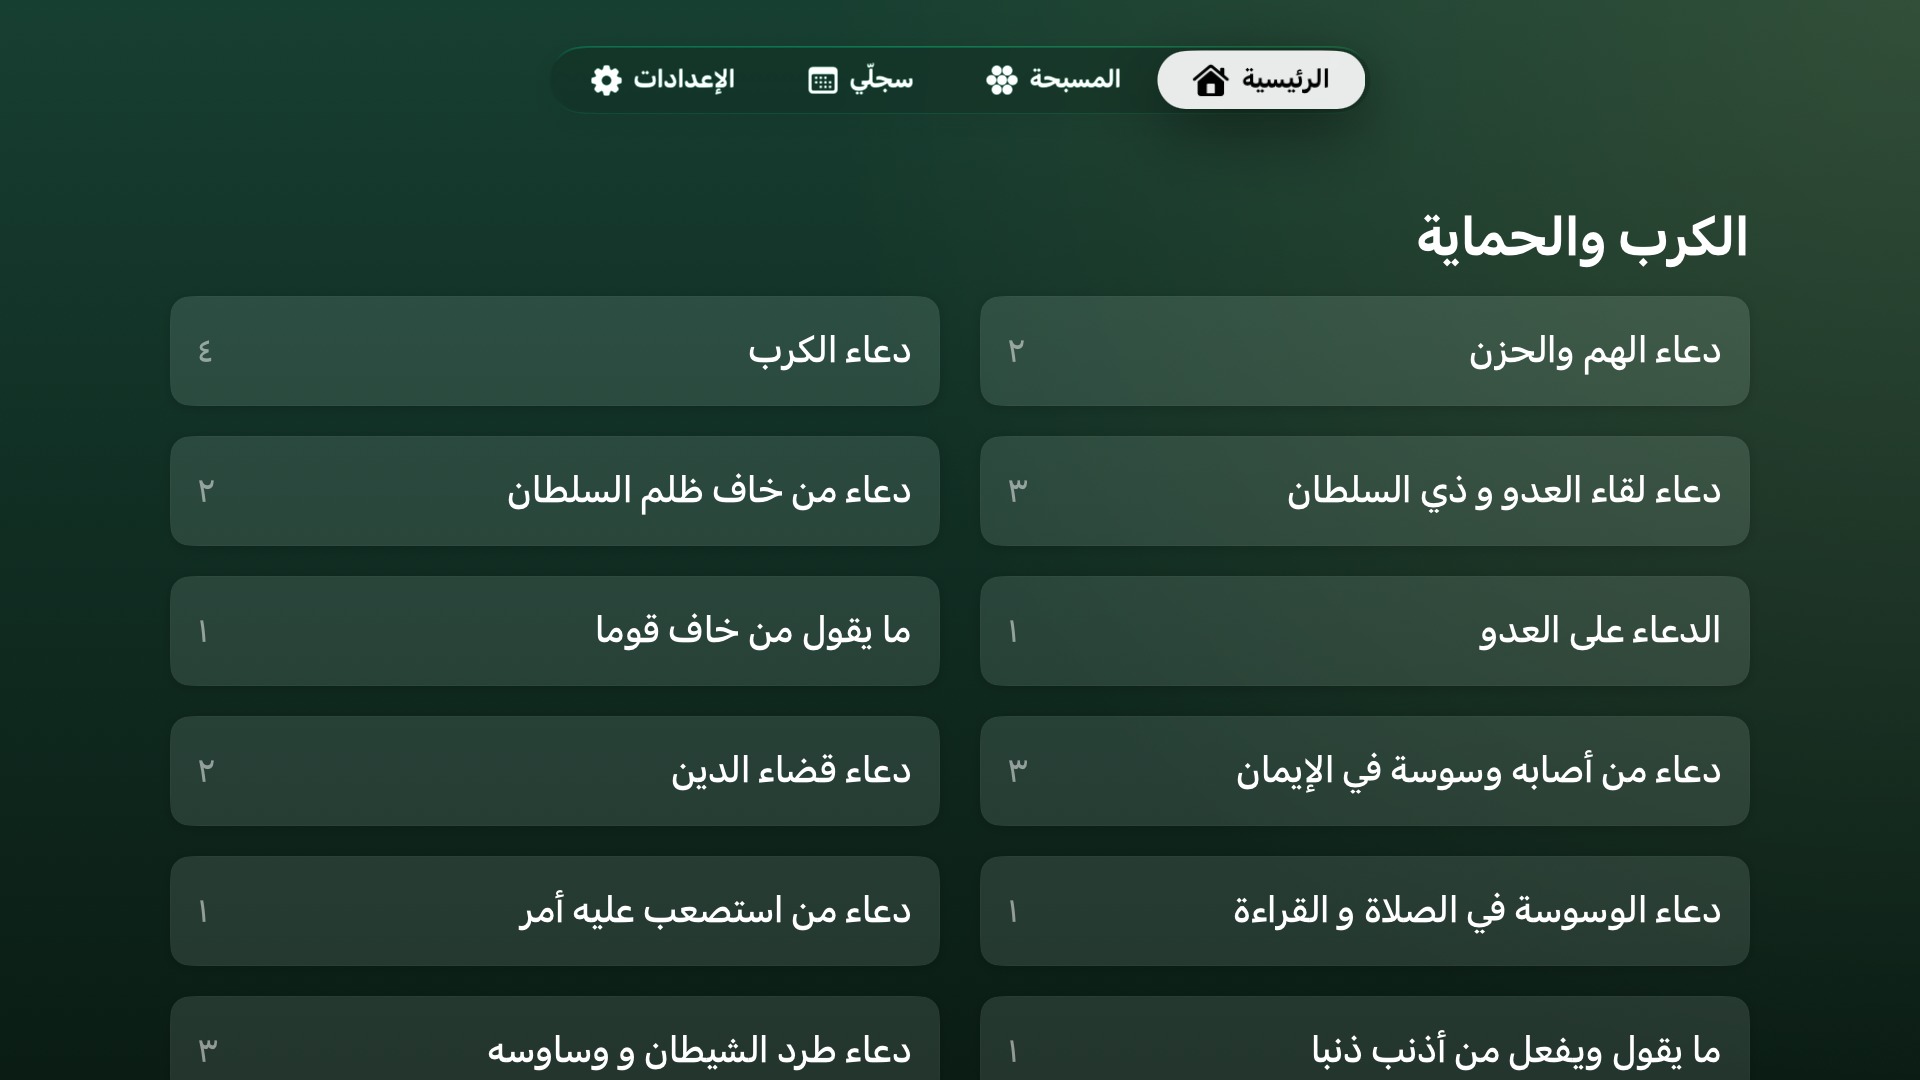 الرئيسية
المسبحة
سجلّي
الإعدادات
الكرب والحماية
دعاء الهم والحزن ٢
دعاء الكرب ٤
دعاء لقاء العدو و ذي السلطان ٣
دعاء من خاف ظلم السلطان ٢
الدعاء على العدو ١
ما يقول من خاف قوما ١
دعاء من أصابه وسوسة في الإيمان ٣
دعاء قضاء الدين ٢
دعاء الوسوسة في الصلاة و القراءة ١
دعاء من استصعب عليه أمر ١
ما يقول ويفعل من أذنب ذنبا ١
دعاء طرد الشيطان و وساوسه ٣